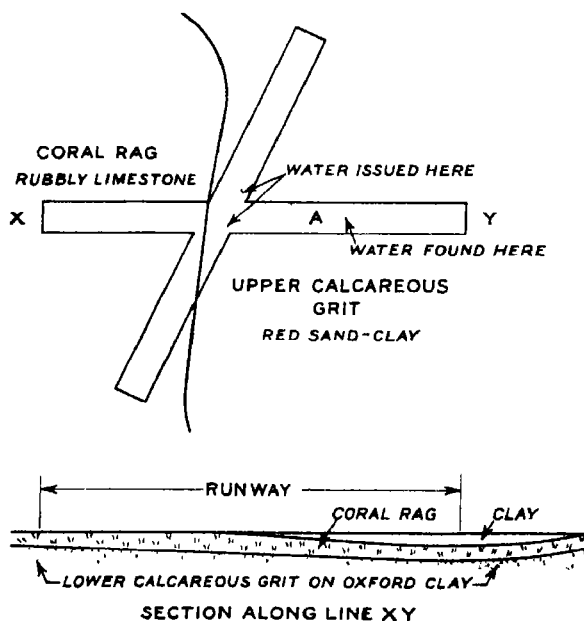 CORAL RAG
RUBBLY LIMESTONE
WATER ISSUED HERE
X
A
Y
WATER FOUND HERE
UPPER CALCAREOUS
GRIT
RED SAND-CLAY
RUNWAY
CORAL RAG
CLAY
LOWER CALCAREOUS GRIT ON OXFORD CLAY
SECTION ALONG LINE XY